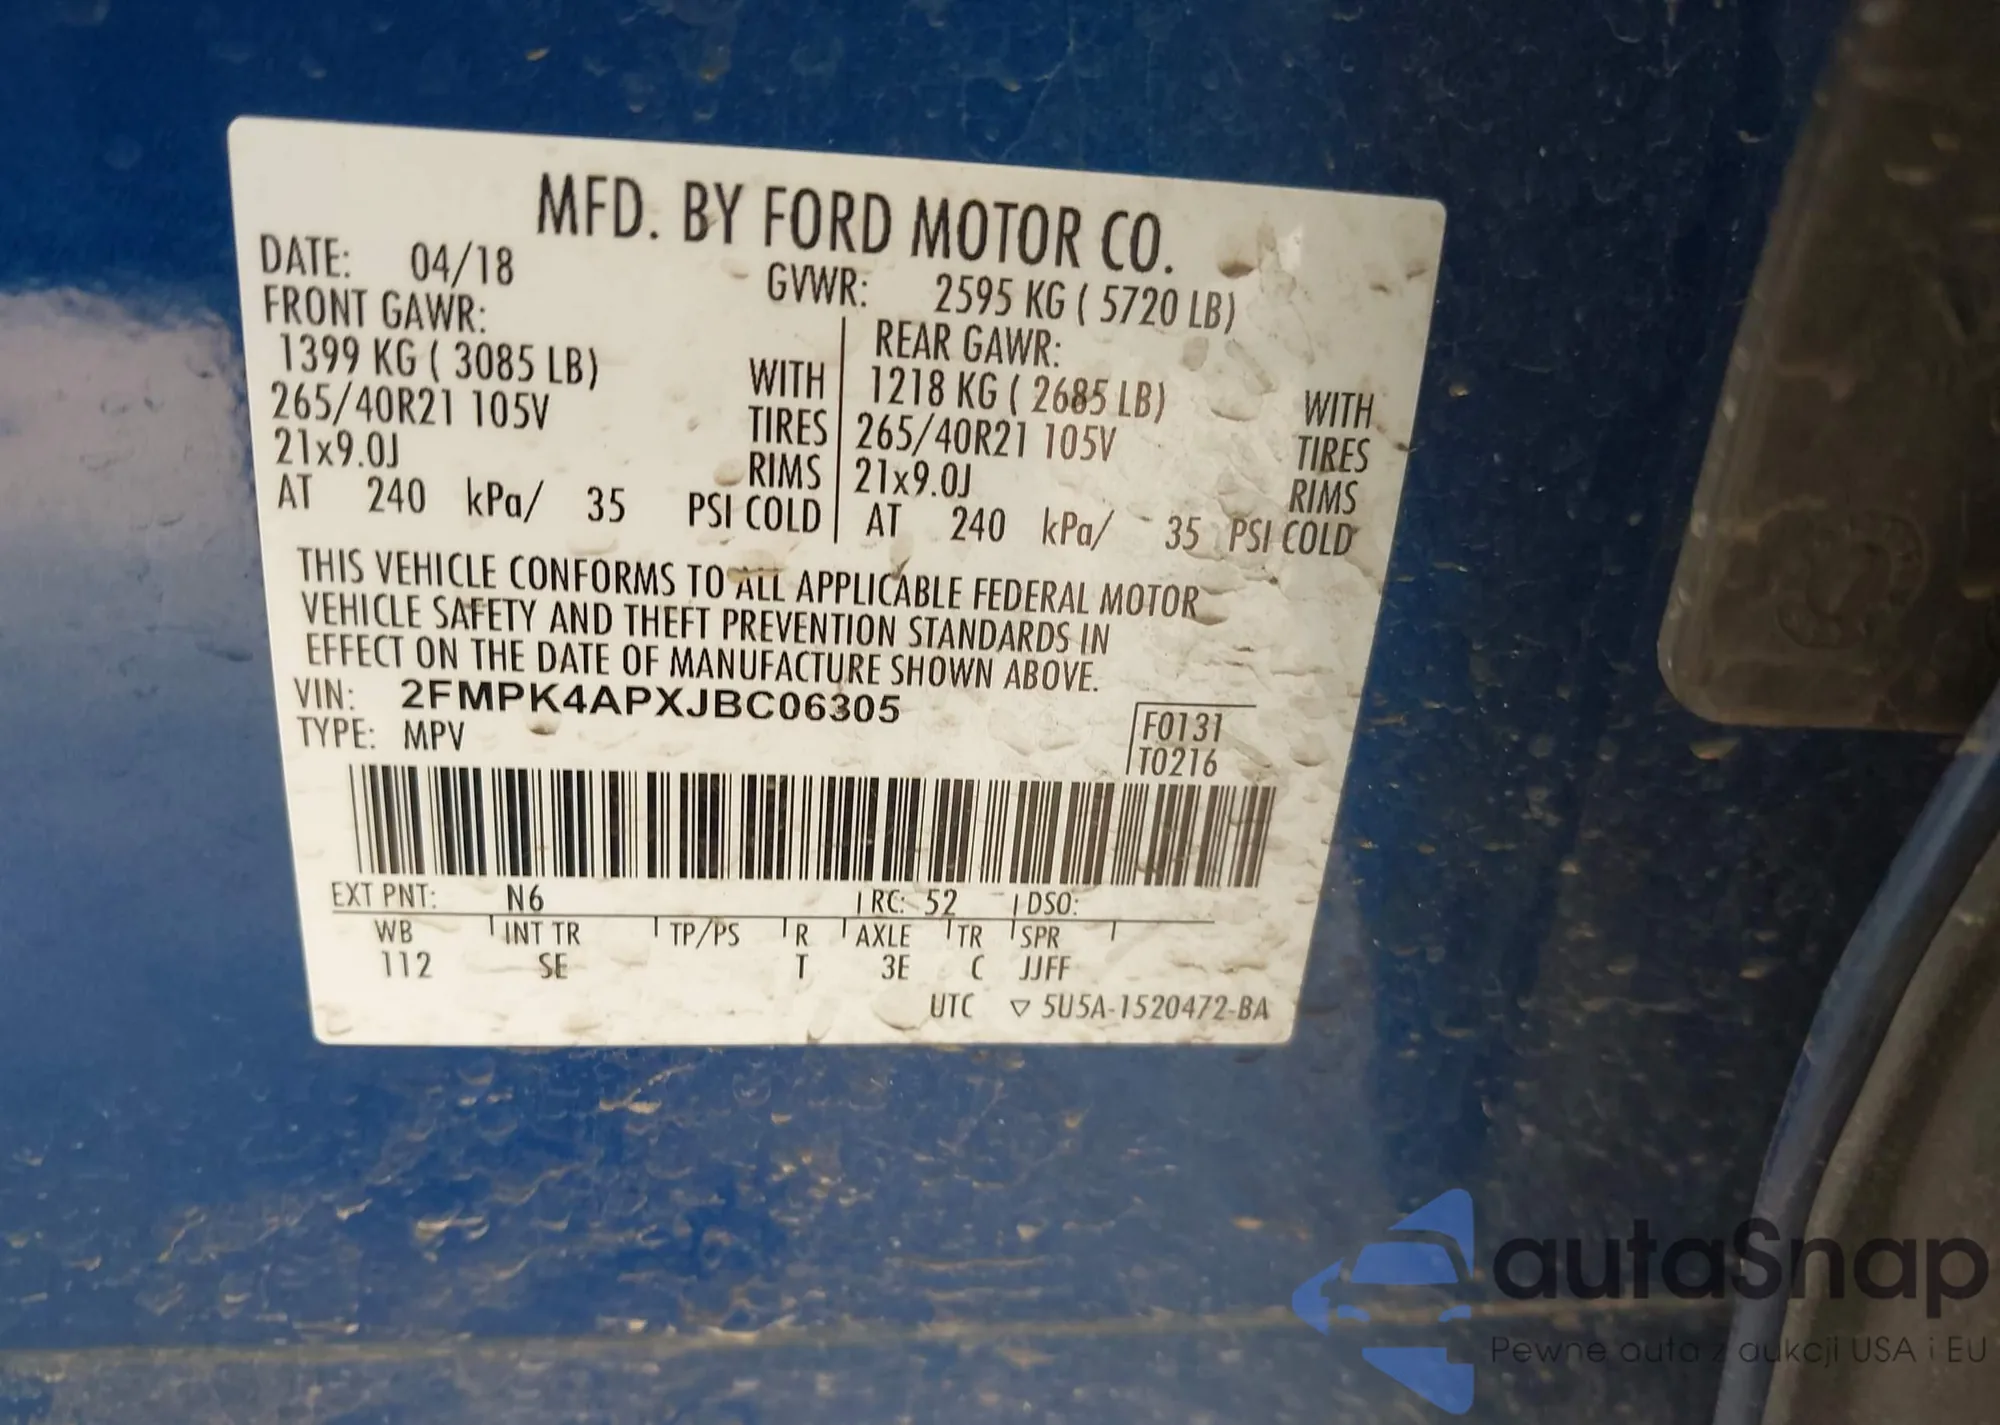 MFD. BY FORD MOTOR CO.
DATE: 04/18 GVWR: 2595 KG ( 5720 LB)
FRONT GAWR: REAR GAWR:
1399 KG ( 3085 LB) WITH 1218 KG ( 2685 LB) WITH
265/40R21 105V TIRES 265/40R21 105V TIRES
21x9.0J RIMS 21x9.0J RIMS
AT 240 kPa/ 35 PSI COLD AT 240 kPa/ 35 PSI COLD
THIS VEHICLE CONFORMS TO ALL APPLICABLE FEDERAL MOTOR
VEHICLE SAFETY AND THEFT PREVENTION STANDARDS IN
EFFECT ON THE DATE OF MANUFACTURE SHOWN ABOVE.
VIN: 2FMPK4APXJBC06305
TYPE: MPV
F0131
T0216
EXT PNT: N6 RC: 52 DSO:
WB INT TR TP/PS R AXLE TR SPR
112 SE T 3E C JJFF
UTC ▽ 5U5A-1520472-BA
autaSnap
Pewne auta z aukcji USA i EU